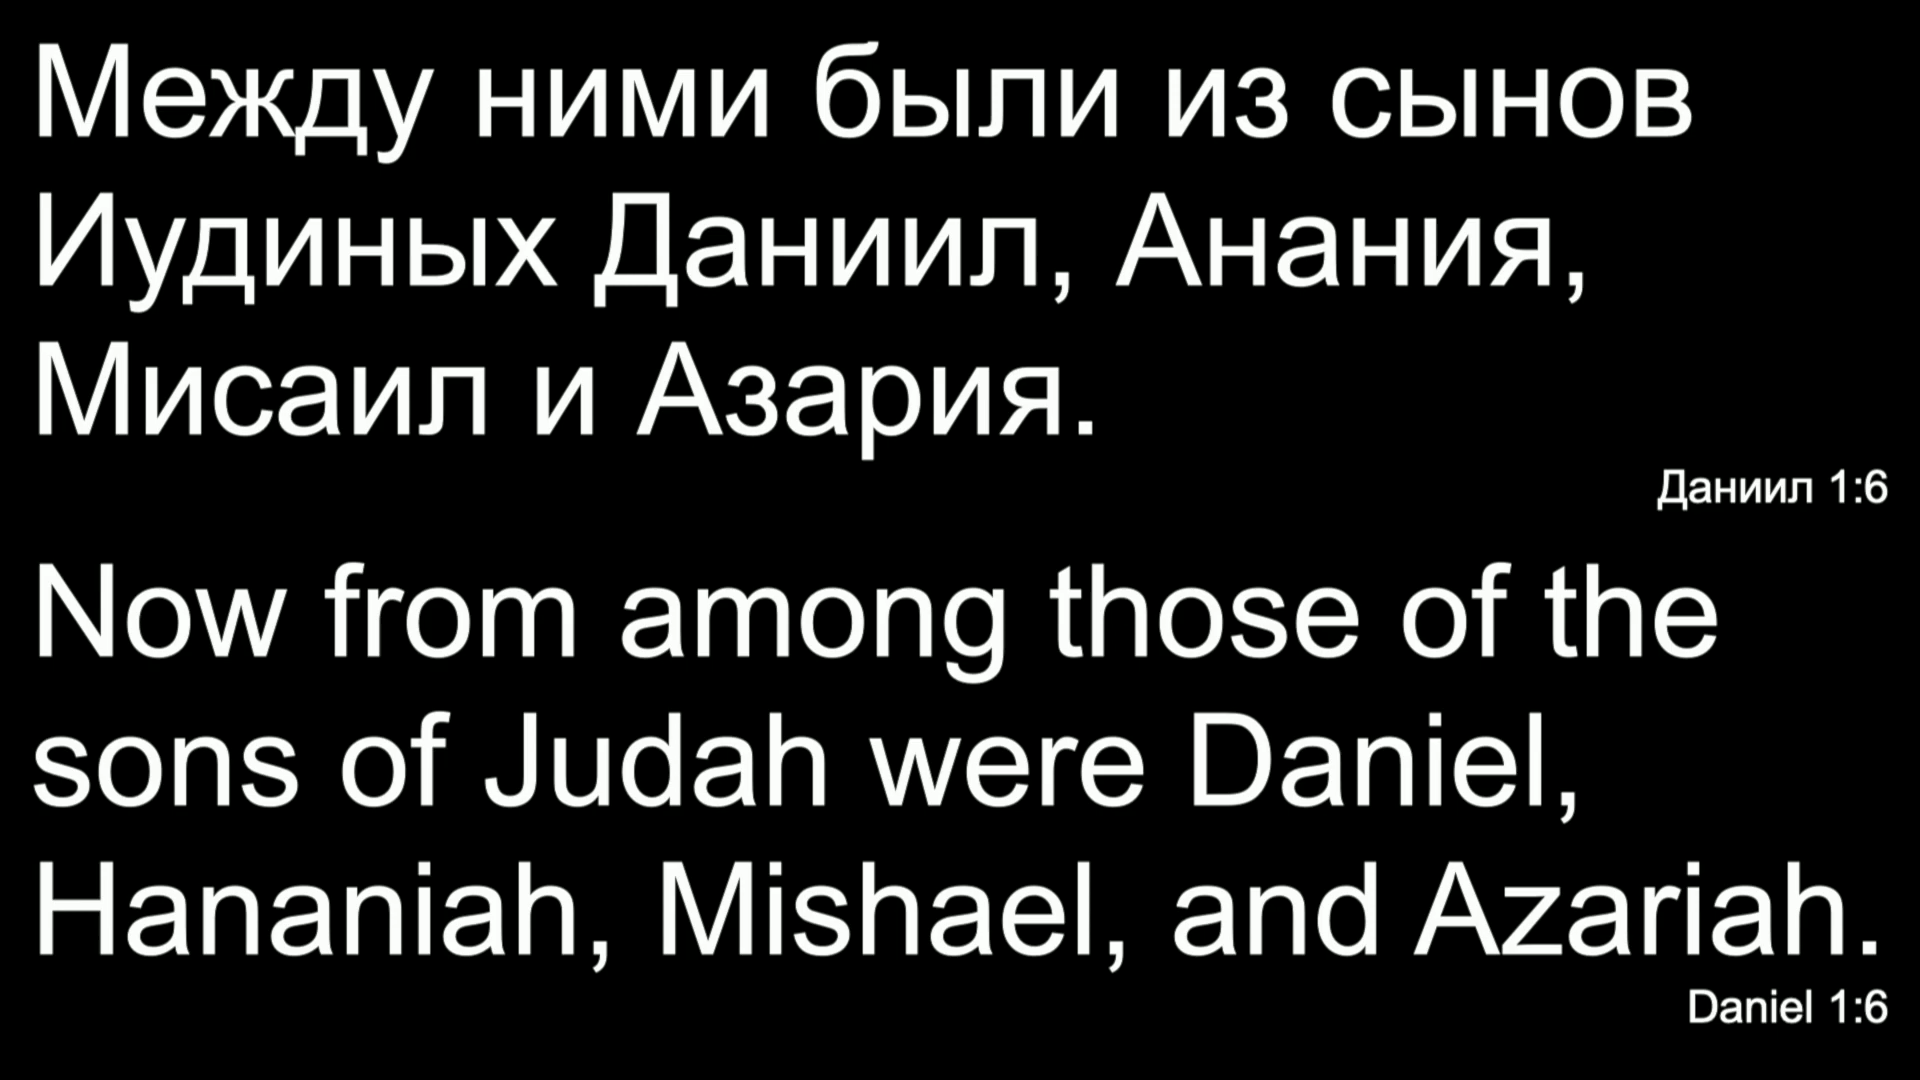 Между ними были из сынов
Иудиных Даниил, Анания,
Мисаил и Азария.
Даниил 1:6
Now from among those of the
sons of Judah were Daniel,
Hananiah, Mishael, and Azariah.
Daniel 1:6